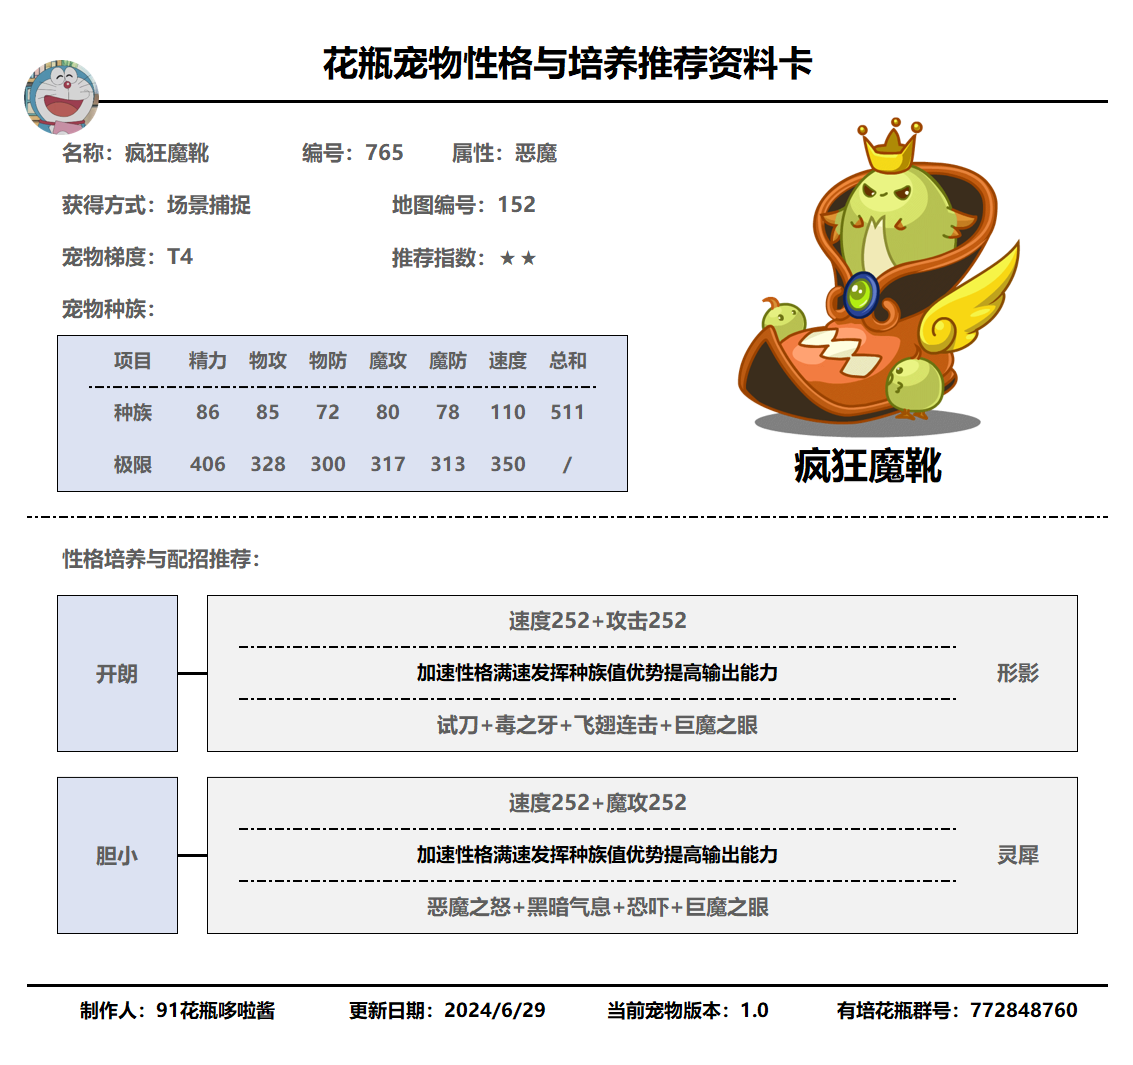 花瓶宠物性格与培养推荐资料卡
名称：疯狂魔靴 编号：765 属性：恶魔
获得方式：场景捕捉 地图编号：152
宠物梯度：T4 推荐指数：★★
宠物种族：
项目 精力 物攻 物防 魔攻 魔防 速度 总和
种族 86 85 72 80 78 110 511
极限 406 328 300 317 313 350 /
疯狂魔靴
性格培养与配招推荐：
速度252+攻击252
开朗 加速性格满速发挥种族值优势提高输出能力 形影
试刀+毒之牙+飞翅连击+巨魔之眼
速度252+魔攻252
胆小 加速性格满速发挥种族值优势提高输出能力 灵犀
恶魔之怒+黑暗气息+恐吓+巨魔之眼
制作人：91花瓶哆啦酱 更新日期：2024/6/29 当前宠物版本：1.0 有培花瓶群号：772848760